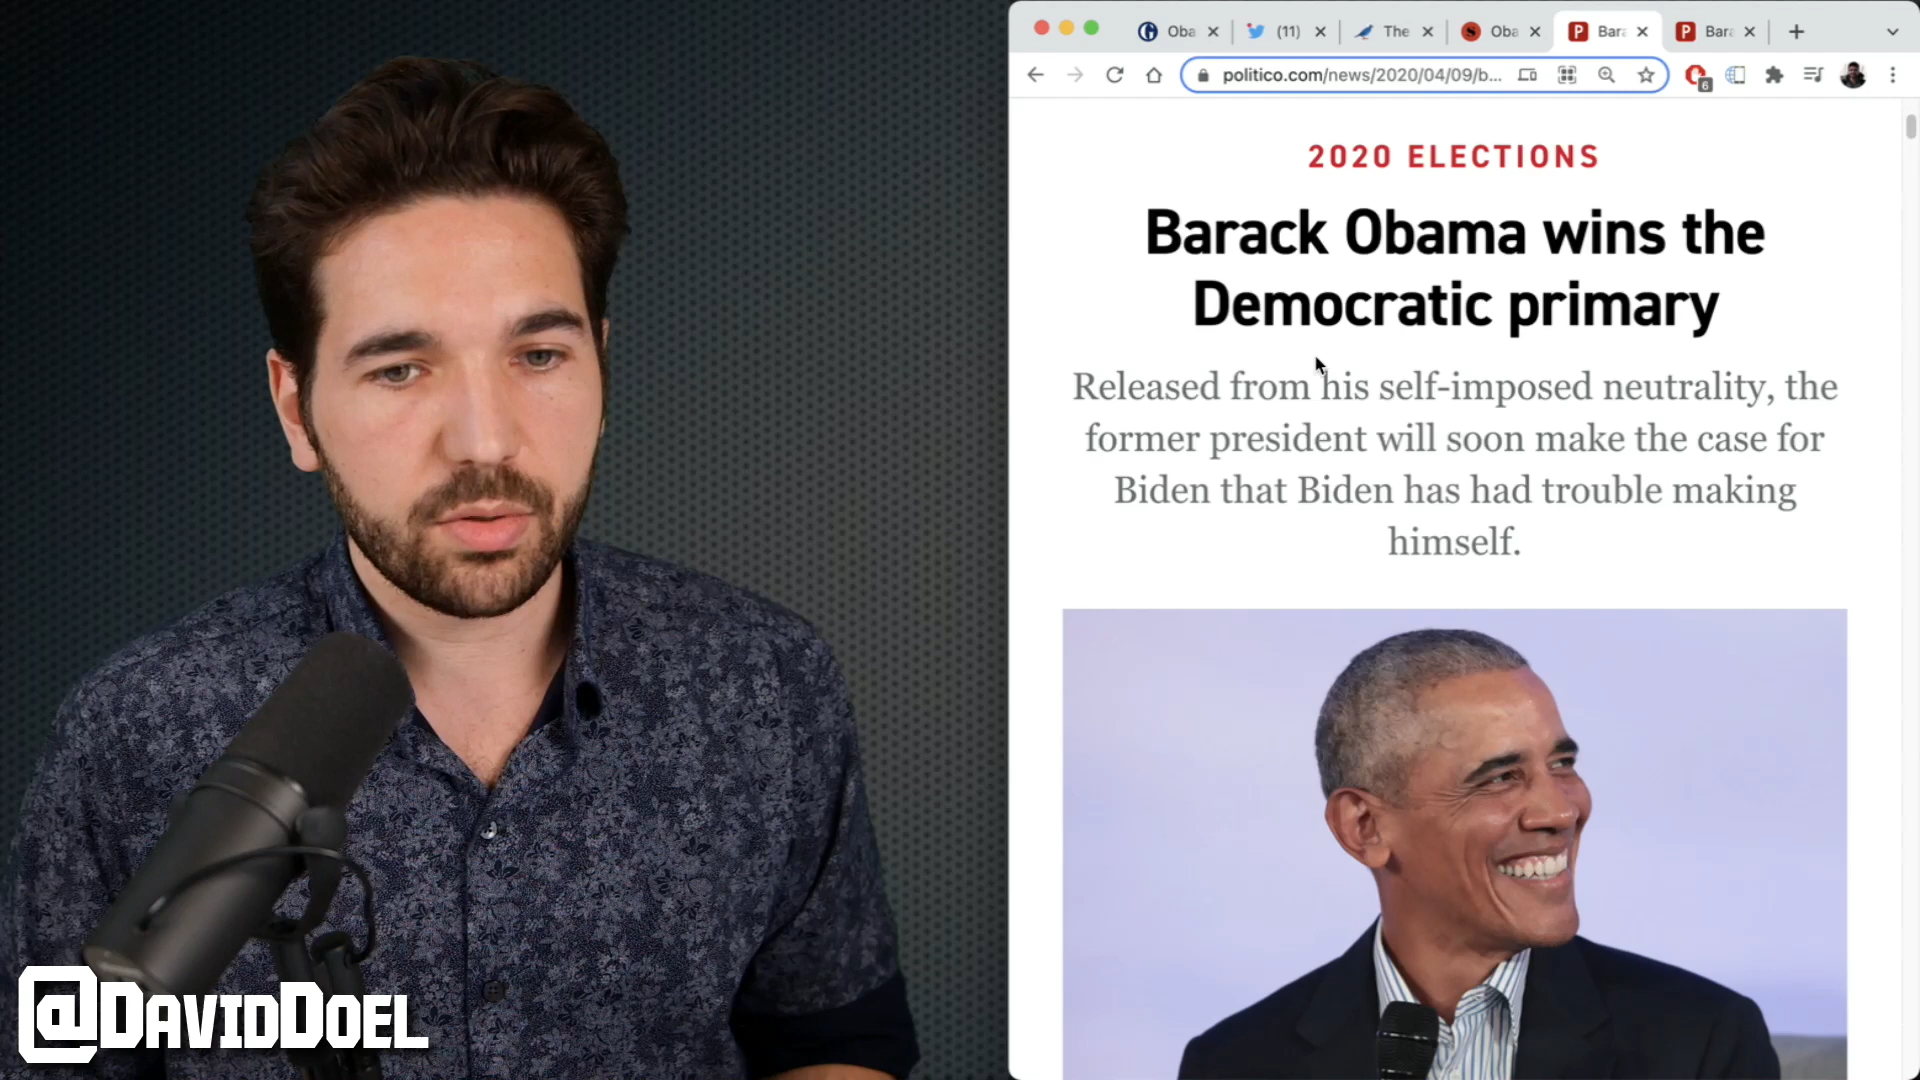 Oba
(11)
The
Oba
Bara
Bar
politico.com/news/2020/04/09/b...
6
2020 ELECTIONS
Barack Obama wins the
Democratic primary
Released from his self-imposed neutrality, the
former president will soon make the case for
Biden that Biden has had trouble making
himself.
@DAVIDDOEL